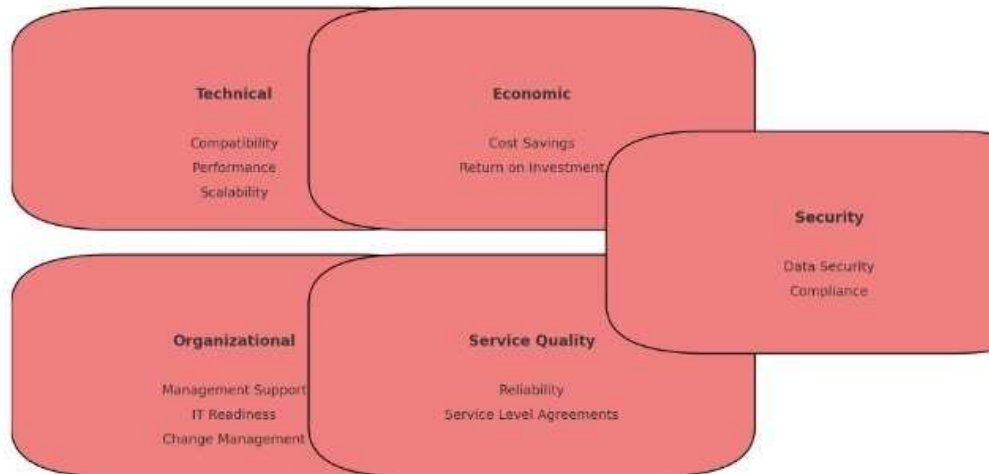 Technical
Compatibility
Performance
Scalability
Economic
Cost Savings
Return on Investment
Security
Data Security
Compliance
Organizational
Management Support
IT Readiness
Change Management
Service Quality
Reliability
Service Level Agreements